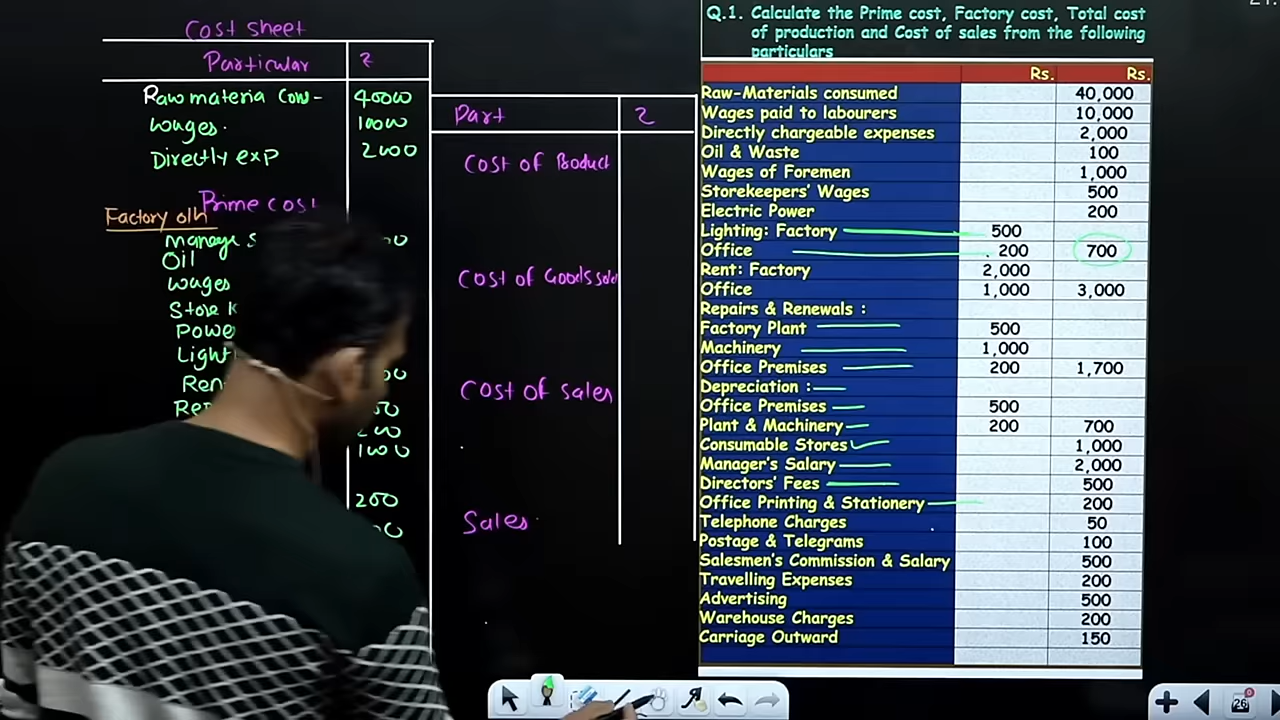 Cost sheet
Particular ₹
Raw materia Con- 40000
Wages. 10000
Directly exp 2000
Prime cost
Factory o/h
manage S
Oil
wages
Store K
Powe
Light
Ren
Re
1000
200
Part ₹
Cost of Product
Cost of Goods sold
Cost of sales
Sales
Q.1. Calculate the Prime cost, Factory cost, Total cost
of production and Cost of sales from the following
particulars
Rs. Rs.
Raw-Materials consumed 40,000
Wages paid to labourers 10,000
Directly chargeable expenses 2,000
Oil & Waste 100
Wages of Foremen 1,000
Storekeepers' Wages 500
Electric Power 200
Lighting: Factory 500
Office 200 700
Rent: Factory 2,000
Office 1,000 3,000
Repairs & Renewals :
Factory Plant 500
Machinery 1,000
Office Premises 200 1,700
Depreciation :
Office Premises 500
Plant & Machinery 200 700
Consumable Stores 1,000
Manager's Salary 2,000
Directors' Fees 500
Office Printing & Stationery 200
Telephone Charges 50
Postage & Telegrams 100
Salesmen's Commission & Salary 500
Travelling Expenses 200
Advertising 500
Warehouse Charges 200
Carriage Outward 150
26